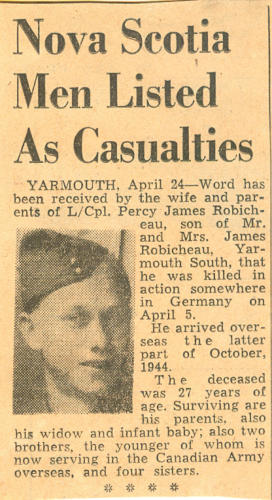 Nova Scotia
Men Listed
As Casualties
YARMOUTH, April 24—Word has
been received by the wife and par-
ents of L/Cpl. Percy James Robich-
eau, son of Mr.
and Mrs. James
Robicheau, Yar-
mouth South, that
he was killed in
action somewhere
in Germany on
April 5.
He arrived over-
seas the latter
part of October,
1944.
The deceased
was 27 years of
age. Surviving are
his parents, also
his widow and infant baby; also two
brothers, the younger of whom is
now serving in the Canadian Army
overseas, and four sisters.
* * * *